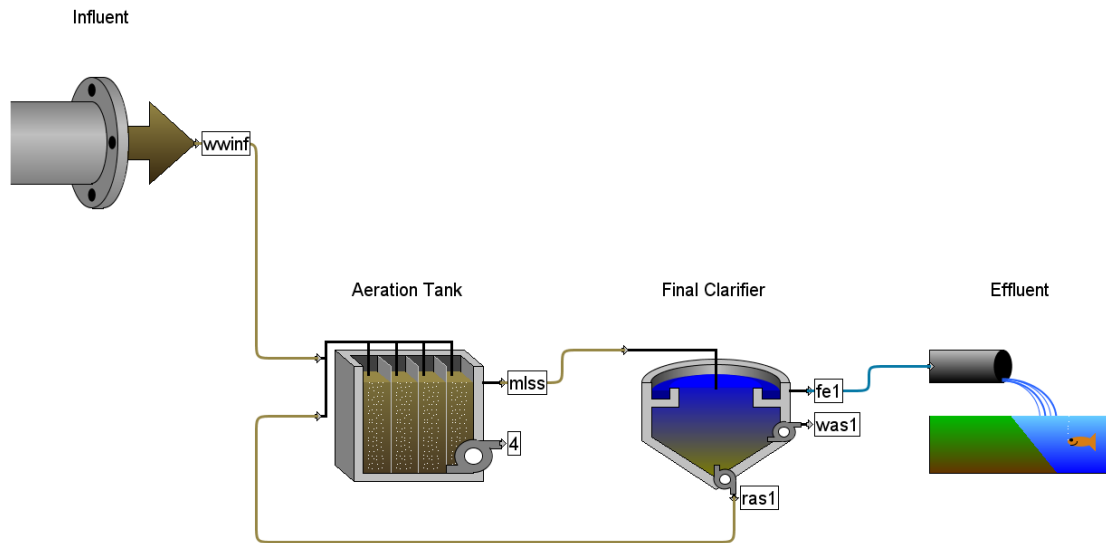 Influent
wwinf
Aeration Tank
Final Clarifier
Effluent
mlss
fe1
was1
4
ras1